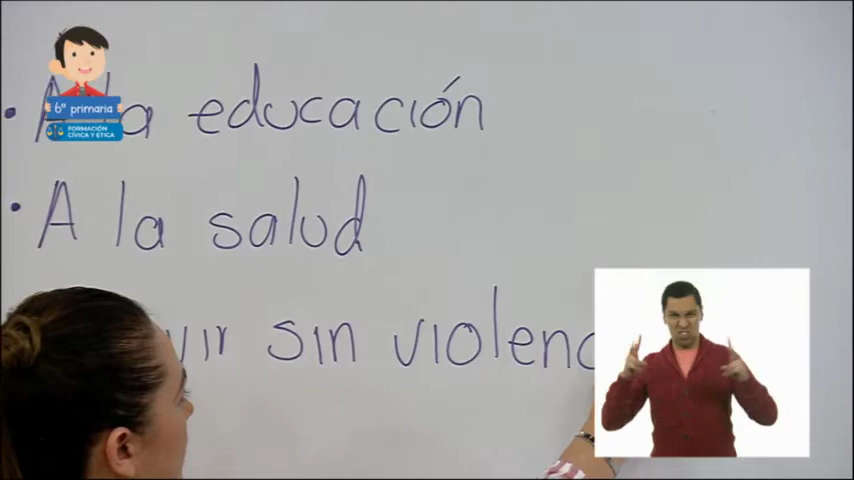 • A la educación
6° primaria
FORMACIÓN
CÍVICA Y ÉTICA
• A la salud
vir sin violenc